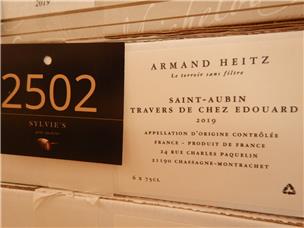 2019
2502
SYLVIE'S
ARMAND HEITZ
Le terroir sans filtre
SAINT-AUBIN
TRAVERS DE CHEZ EDOUARD
2019
APPELLATION D'ORIGINE CONTRÔLÉE
FRANCE - PRODUIT DE FRANCE
24 RUE CHARLES PAQUELIN
21190 CHASSAGNE-MONTRACHET
6 X 75CL